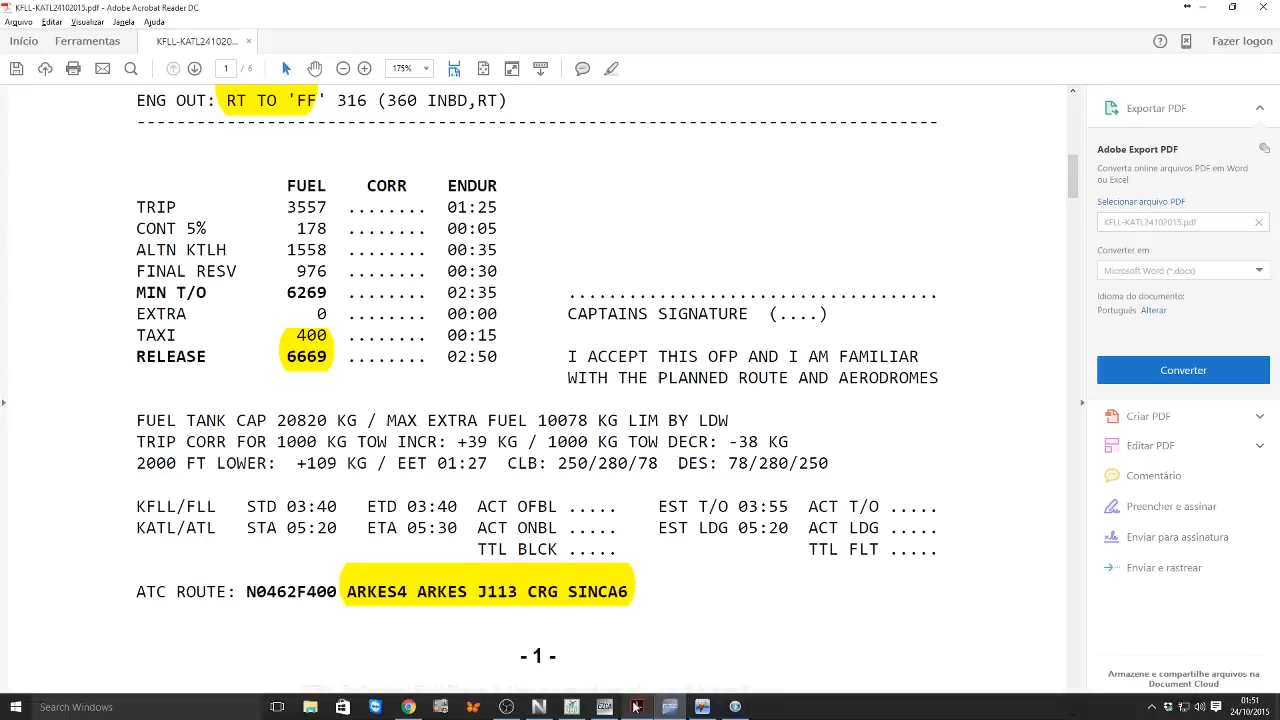 KFLL-KATL24102015.pdf - Adobe Acrobat Reader DC
Arquivo Editar Visualizar Janela Ajuda
Início Ferramentas KFLL-KATL241020... × Fazer logon
1 / 6 175%
ENG OUT: RT TO 'FF' 316 (360 INBD,RT)
--------------------------------------------------------------------------------
FUEL CORR ENDUR
TRIP 3557 ........ 01:25
CONT 5% 178 ........ 00:05
ALTN KTLH 1558 ........ 00:35
FINAL RESV 976 ........ 00:30
MIN T/O 6269 ........ 02:35 .....................................
EXTRA 0 ........ 00:00 CAPTAINS SIGNATURE (....)
TAXI 400 ........ 00:15
RELEASE 6669 ........ 02:50 I ACCEPT THIS OFP AND I AM FAMILIAR
WITH THE PLANNED ROUTE AND AERODROMES
FUEL TANK CAP 20820 KG / MAX EXTRA FUEL 10078 KG LIM BY LDW
TRIP CORR FOR 1000 KG TOW INCR: +39 KG / 1000 KG TOW DECR: -38 KG
2000 FT LOWER: +109 KG / EET 01:27 CLB: 250/280/78 DES: 78/280/250
KFLL/FLL STD 03:40 ETD 03:40 ACT OFBL ..... EST T/O 03:55 ACT T/O .....
KATL/ATL STA 05:20 ETA 05:30 ACT ONBL ..... EST LDG 05:20 ACT LDG .....
TTL BLCK ..... TTL FLT .....
ATC ROUTE: N0462F400 ARKES4 ARKES J113 CRG SINCA6
- 1 -
Exportar PDF
Adobe Export PDF
Converta online arquivos PDF em Word
ou Excel
Selecionar arquivo PDF
KFLL-KATL24102015.pdf
Converter em
Microsoft Word (*.docx)
Idioma do documento:
Português Alterar
Converter
Criar PDF
Editar PDF
Comentário
Preencher e assinar
Enviar para assinatura
Enviar e rastrear
Armazene e compartilhe arquivos na
Document Cloud
Search Windows
01:51
24/10/2015